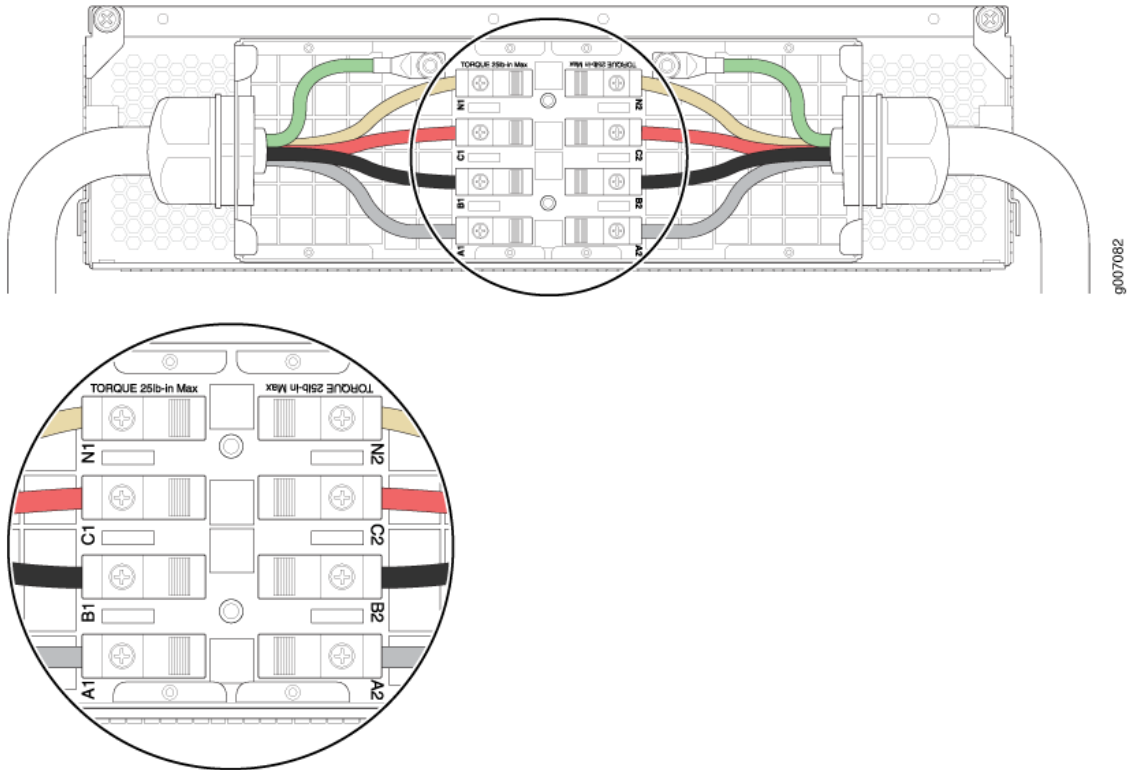 TORQUE 25lb-in Max TORQUE 25lb-in Max
N1 N2
C1 C2
B1 B2
A1 A2
g007082
TORQUE 25lb-in Max TORQUE 25lb-in Max
N1 N2
C1 C2
B1 B2
A1 A2